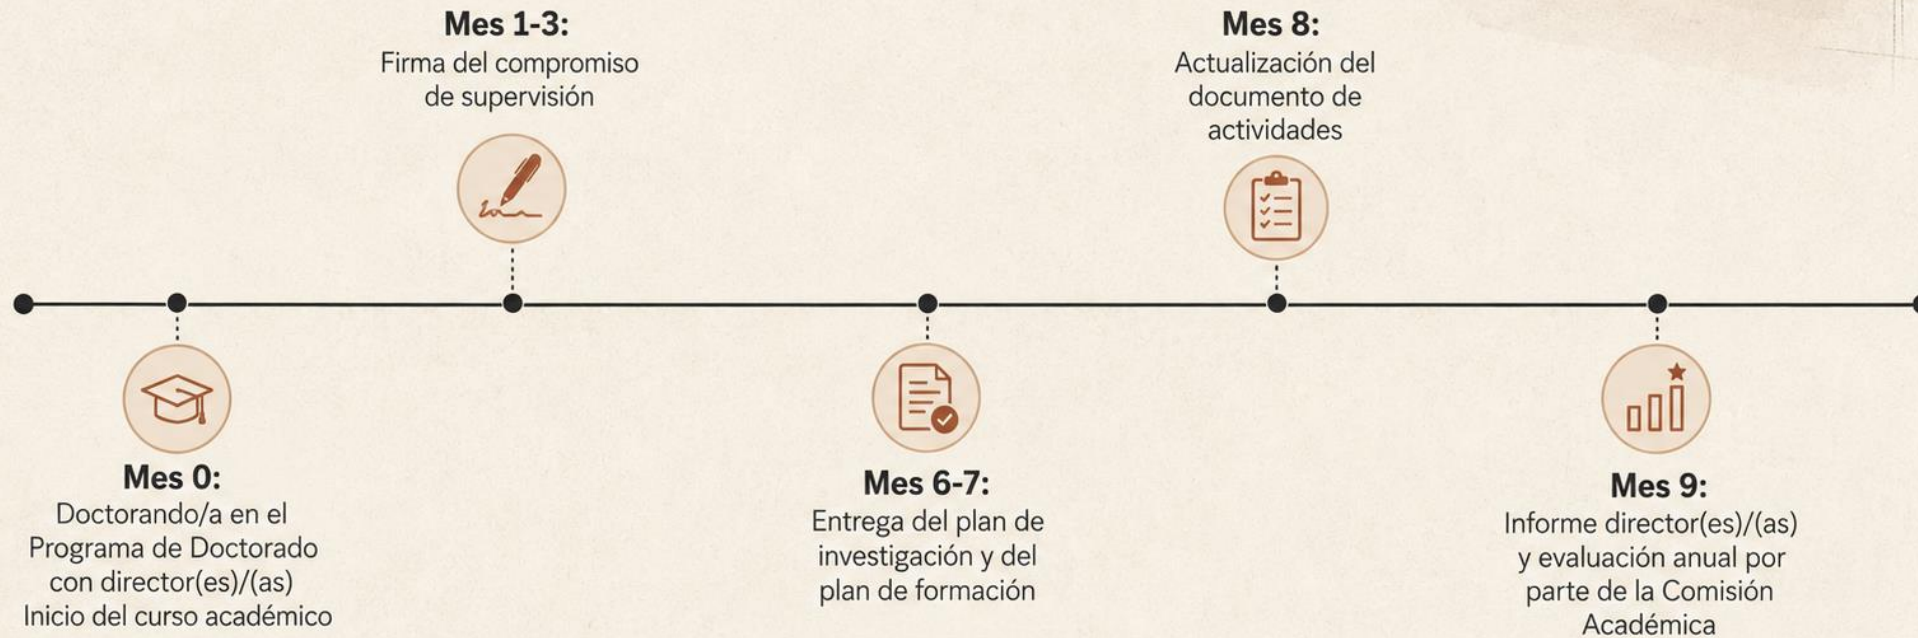 Mes 1-3:
Firma del compromiso
de supervisión
Mes 8:
Actualización del
documento de
actividades
Mes 0:
Doctorando/a en el
Programa de Doctorado
con director(es)/(as)
Inicio del curso académico
Mes 6-7:
Entrega del plan de
investigación y del
plan de formación
Mes 9:
Informe director(es)/(as)
y evaluación anual por
parte de la Comisión
Académica